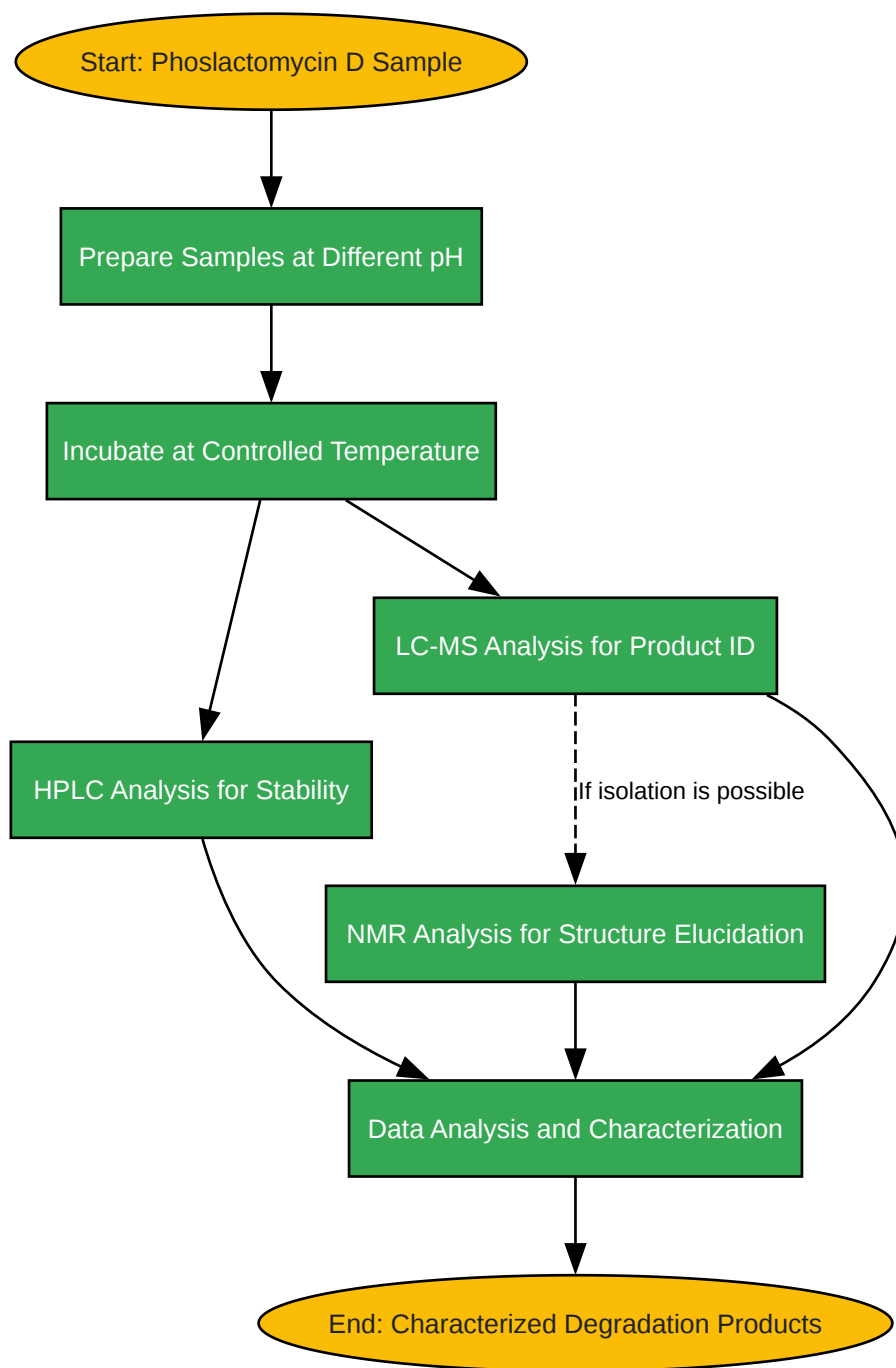 Start: Phoslactomycin D Sample
Prepare Samples at Different pH
Incubate at Controlled Temperature
LC-MS Analysis for Product ID
HPLC Analysis for Stability
If isolation is possible
NMR Analysis for Structure Elucidation
Data Analysis and Characterization
End: Characterized Degradation Products